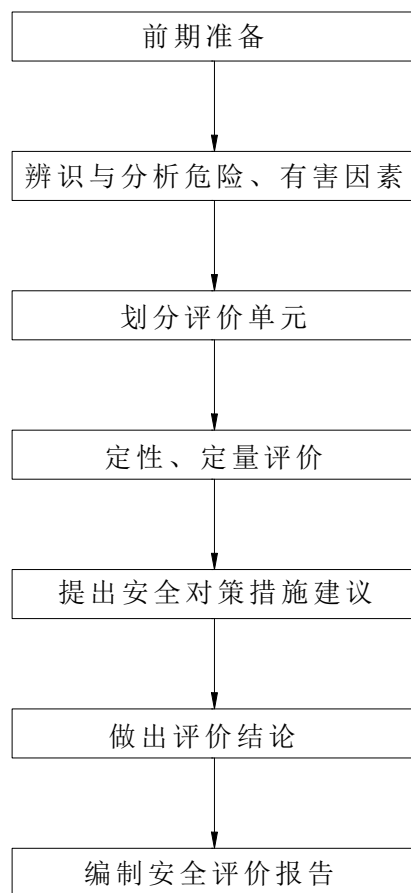 前期准备
辨识与分析危险、有害因素
划分评价单元
定性、定量评价
提出安全对策措施建议
做出评价结论
编制安全评价报告